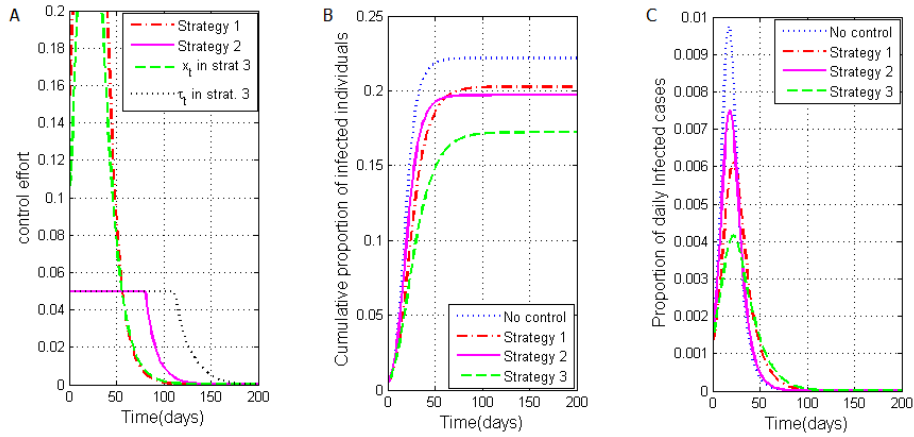 A
control effort
0.2
0.18
0.16
0.14
0.12
0.1
0.08
0.06
0.04
0.02
0
0 50 100 150 200
Time(days)
Strategy 1
Strategy 2
x_t in strat 3
τ_t in strat. 3
B
Cumulative proportion of infected individuals
0.25
0.2
0.15
0.1
0.05
0
0 50 100 150 200
Time(days)
No control
Strategy 1
Strategy 2
Strategy 3
C
Proportion of daily Infected cases
0.01
0.009
0.008
0.007
0.006
0.005
0.004
0.003
0.002
0.001
0
0 50 100 150 200
Time(days)
No control
Strategy 1
Strategy 2
Strategy 3